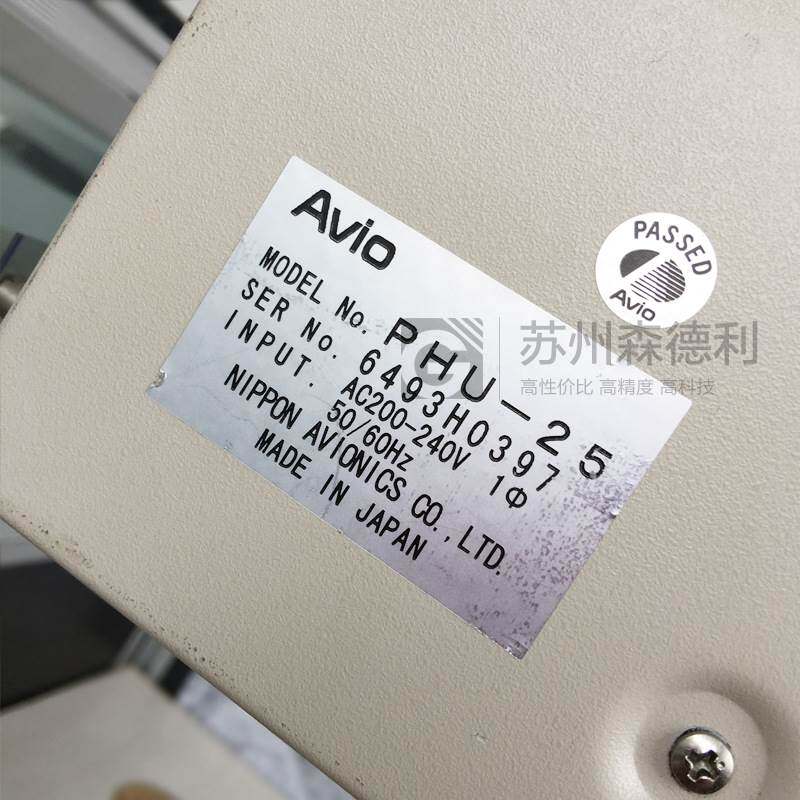 Avio
MODEL No. PHU-25
SER No. 6493H0397
INPUT. AC200-240V 1Φ
50/60Hz
NIPPON AVIONICS CO.,LTD.
MADE IN JAPAN
PASSED
Avio
苏州森德利
高性价比 高精度 高科技